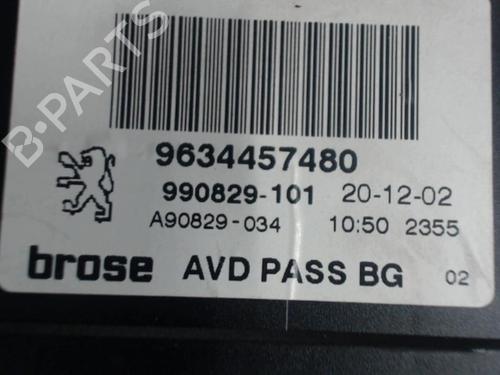 B-PARTS
9634457480
990829-101 20-12-02
A90829-034 10:50 2355
brose AVD PASS BG 02